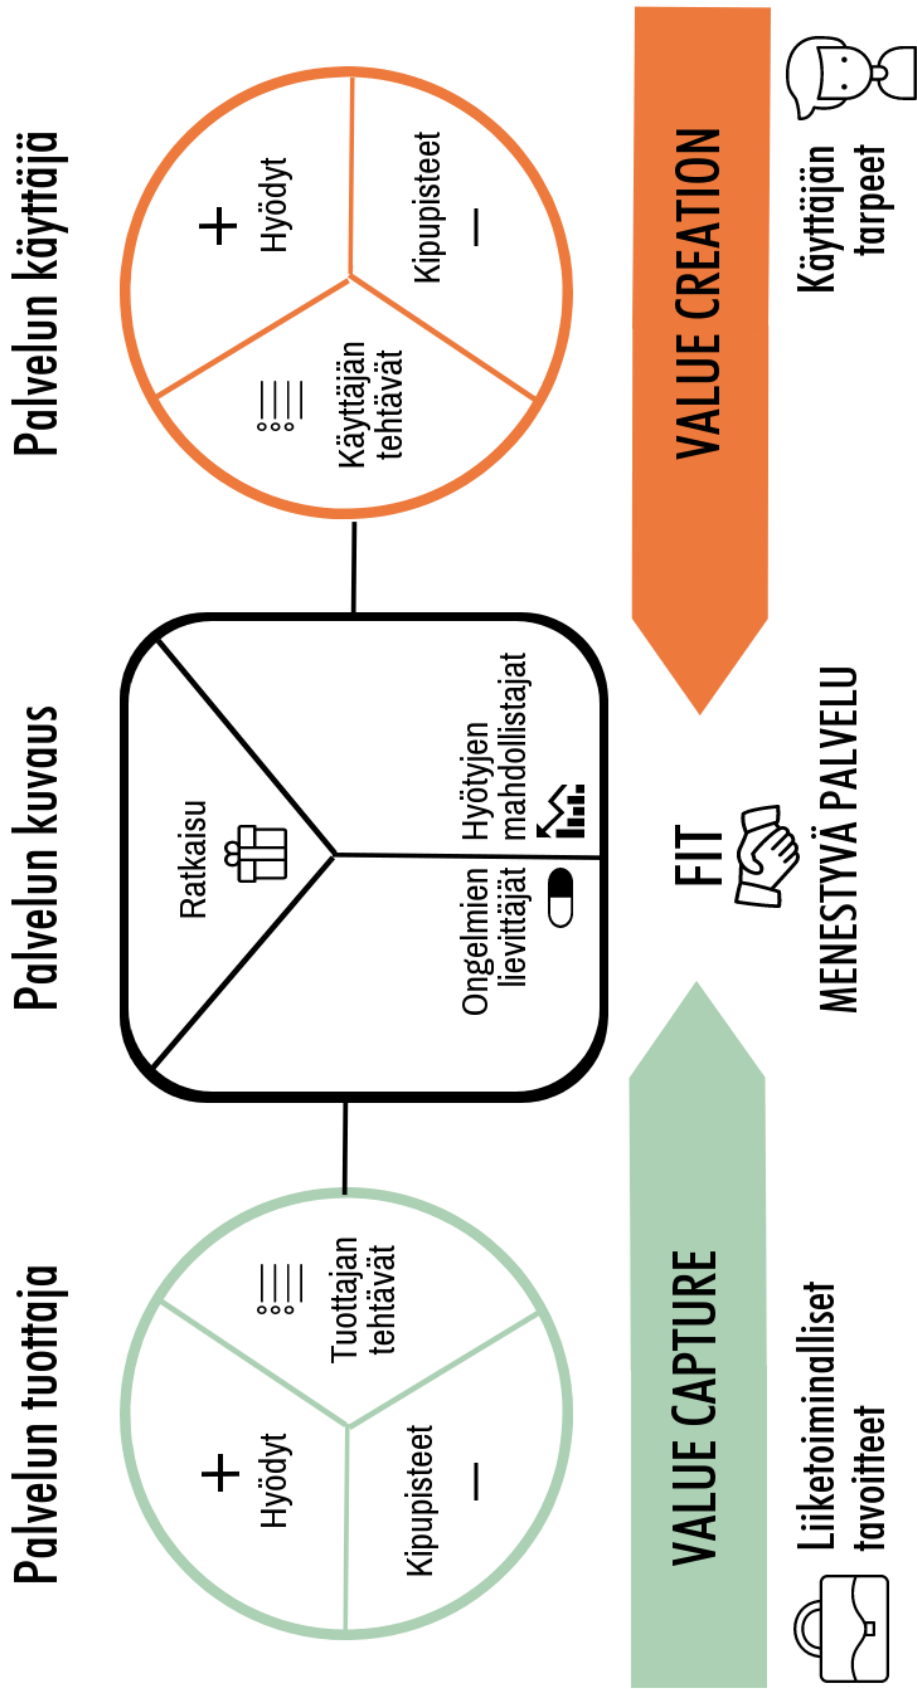 Palvelun tuottaja
Palvelun kuvaus
Palvelun käyttäjä
+
Hyödyt
Kipupisteet
–
Tuottajan
tehtävät
Ratkaisu
Ongelmien
lievittäjät
Hyötyjen
mahdollistajat
Käyttäjän
tehtävät
+
Hyödyt
Kipupisteet
–
VALUE CAPTURE
FIT
VALUE CREATION
Liiketoiminalliset
tavoitteet
MENESTYVÄ PALVELU
Käyttäjän
tarpeet